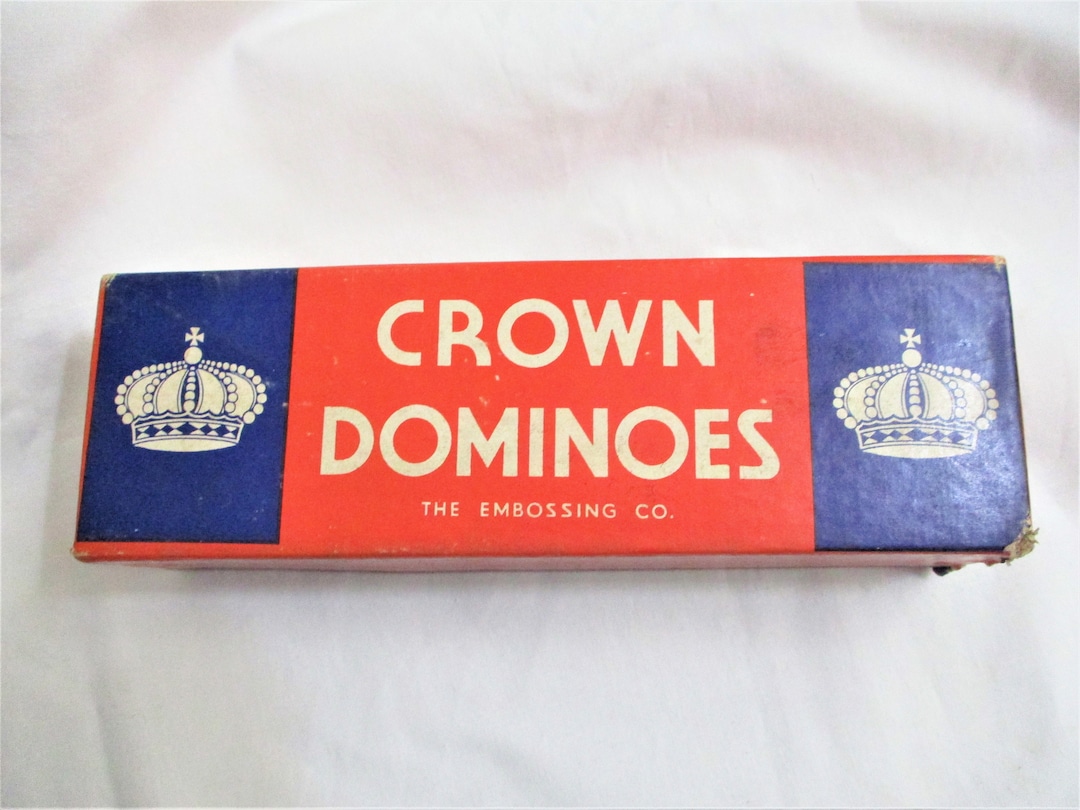 CROWN
DOMINOES
THE EMBOSSING CO.